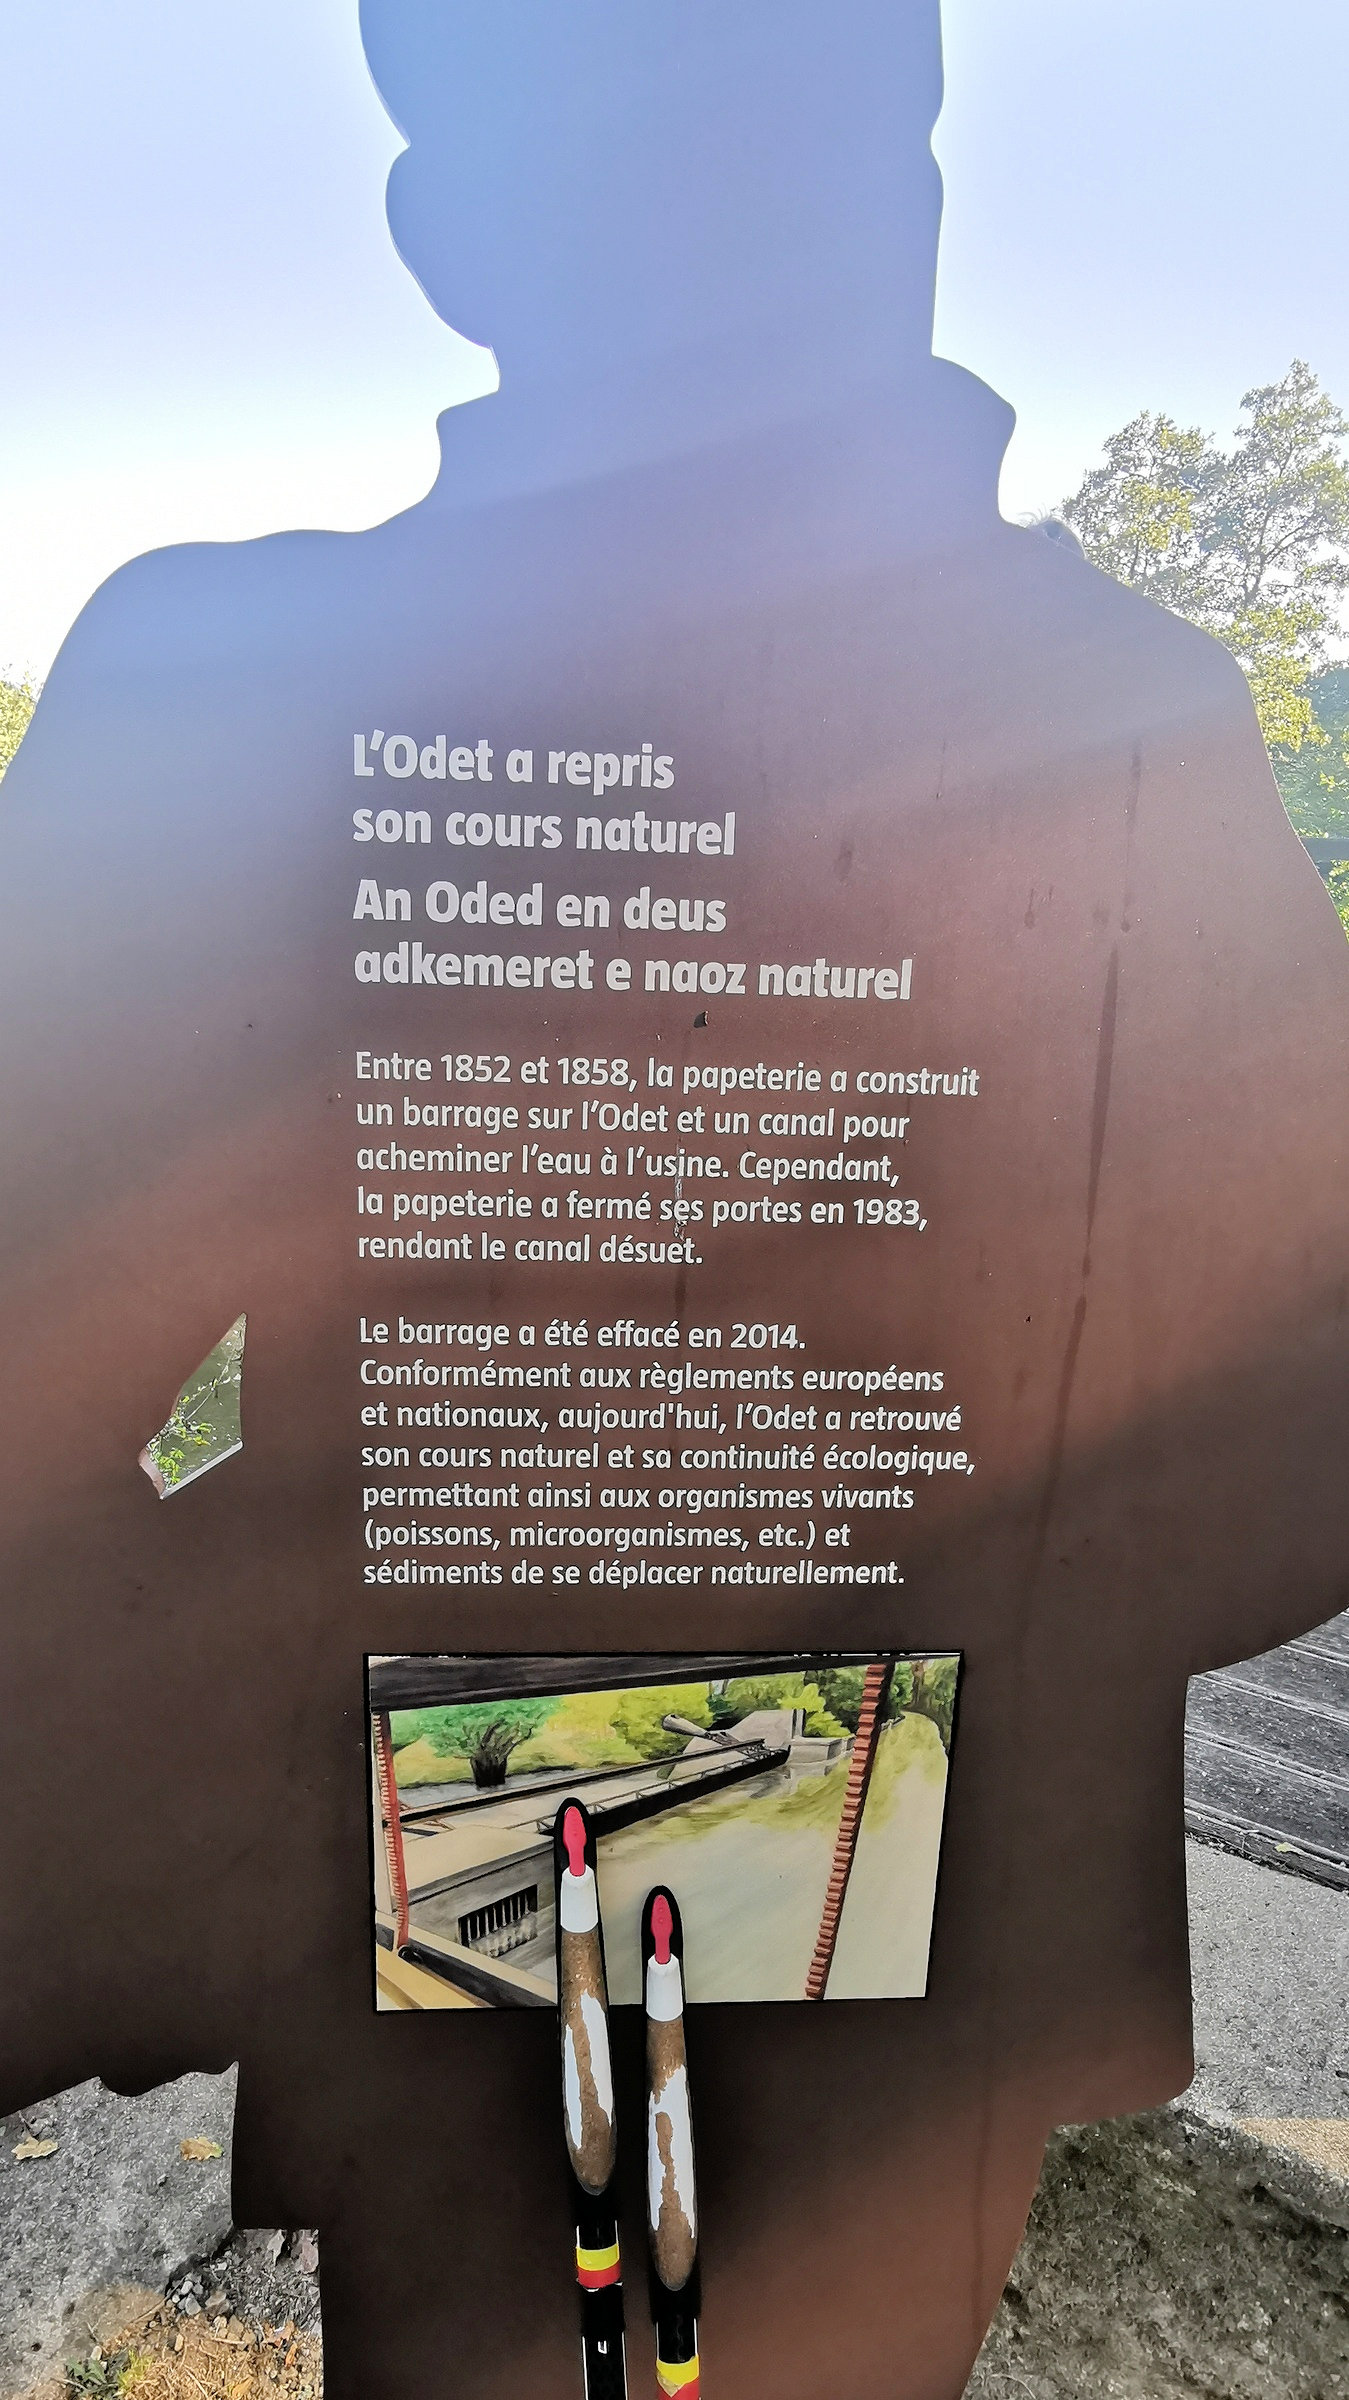 L'Odet a repris
son cours naturel
An Oded en deus
adkemeret e naoz naturel
Entre 1852 et 1858, la papeterie a construit
un barrage sur l'Odet et un canal pour
acheminer l'eau à l'usine. Cependant,
la papeterie a fermé ses portes en 1983,
rendant le canal désuet.
Le barrage a été effacé en 2014.
Conformément aux règlements européens
et nationaux, aujourd'hui, l'Odet a retrouvé
son cours naturel et sa continuité écologique,
permettant ainsi aux organismes vivants
(poissons, microorganismes, etc.) et
sédiments de se déplacer naturellement.